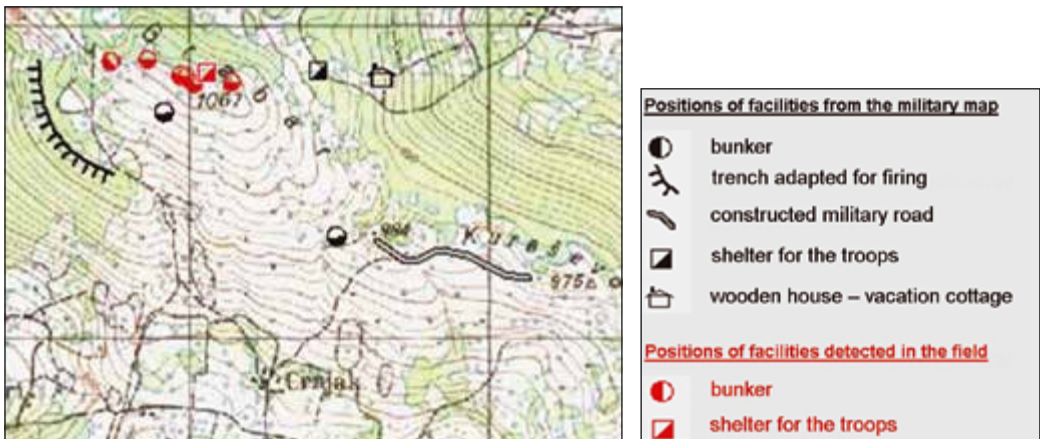 1067
984
Kureše
975
Crnjak
Positions of facilities from the military map
bunker
trench adapted for firing
constructed military road
shelter for the troops
wooden house – vacation cottage
Positions of facilities detected in the field
bunker
shelter for the troops